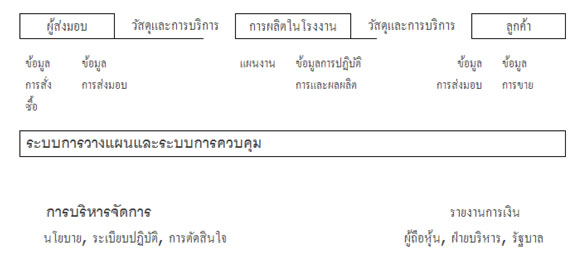 ผู้ส่งมอบ วัสดุและการบริการ การผลิตในโรงงาน วัสดุและการบริการ ลูกค้า
ข้อมูล ข้อมูล แผนงาน ข้อมูลการปฏิบัติ ข้อมูล ข้อมูล
การสั่ง การส่งมอบ การและผลผลิต การส่งมอบ การขาย
ซื้อ
ระบบการวางแผนและระบบการควบคุม
การบริหารจัดการ รายงานการเงิน
นโยบาย, ระเบียบปฏิบัติ, การตัดสินใจ ผู้ถือหุ้น, ฝ่ายบริหาร, รัฐบาล